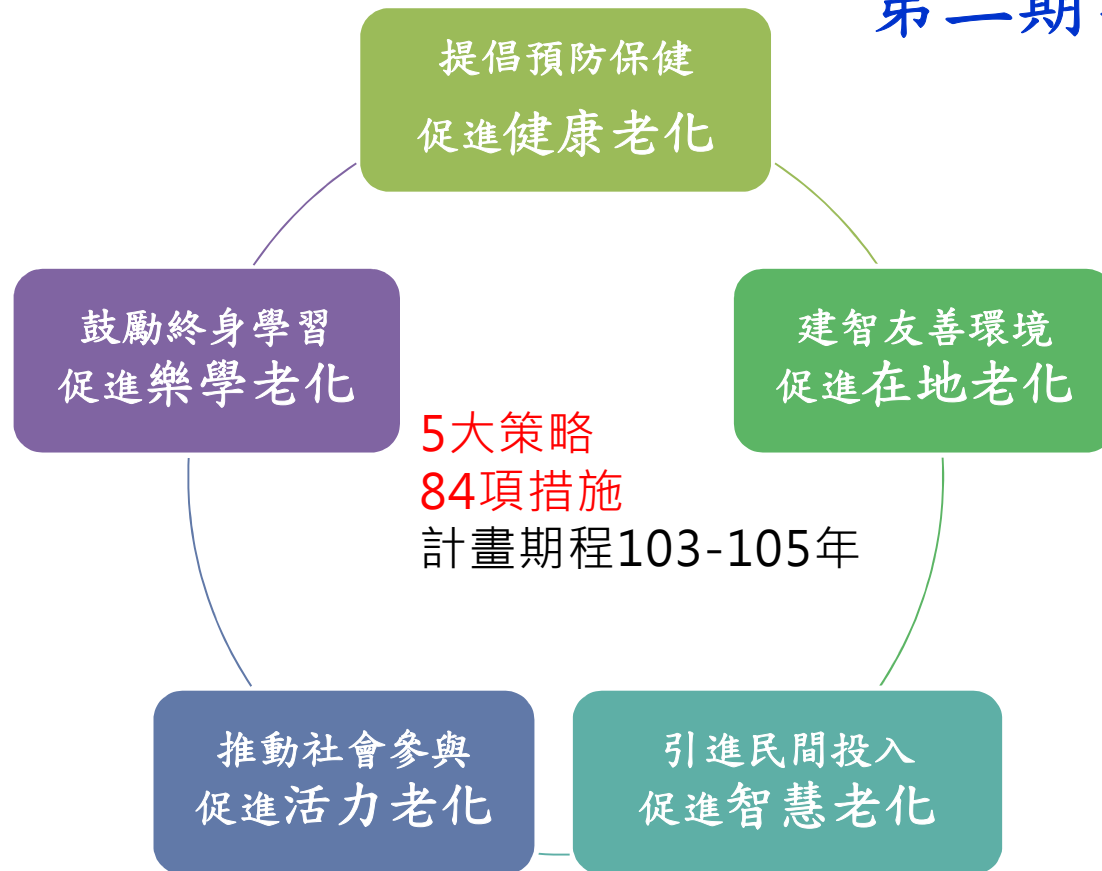 第二期
提倡預防保健
促進健康老化
鼓勵終身學習
促進樂學老化
建智友善環境
促進在地老化
5大策略
84項措施
計畫期程103-105年
推動社會參與
促進活力老化
引進民間投入
促進智慧老化